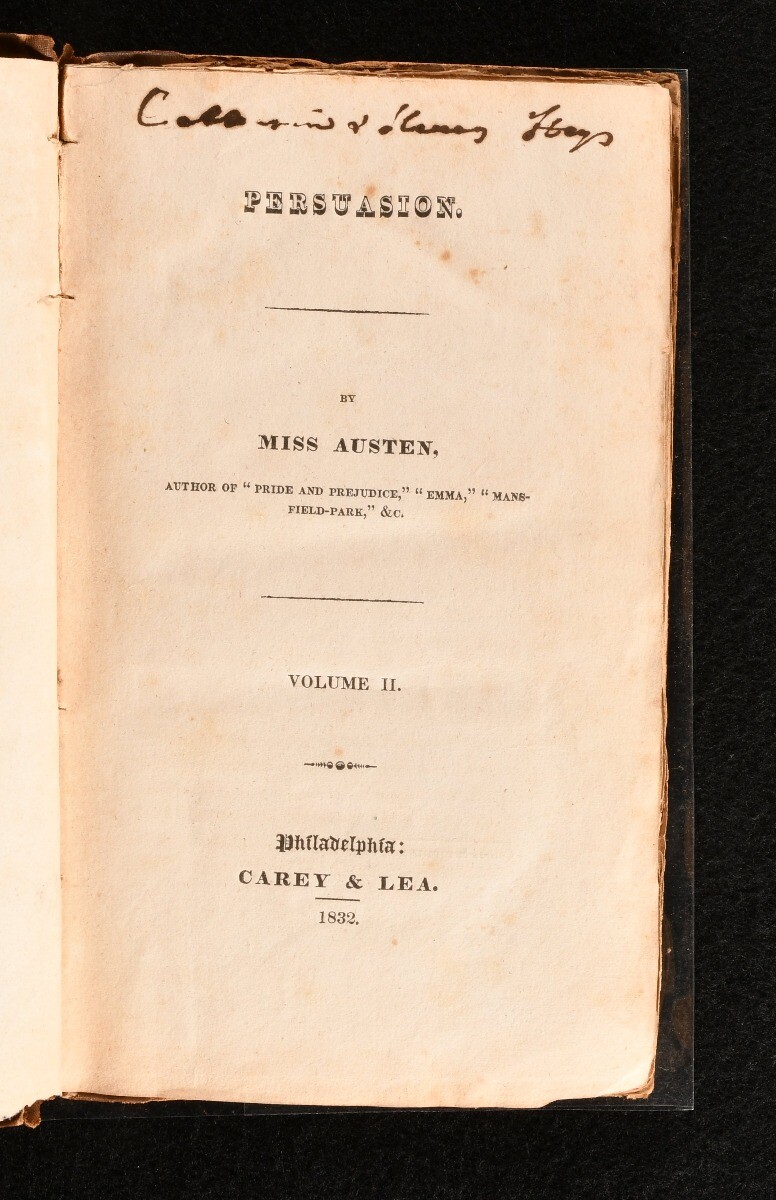 PERSUASION.
BY
MISS AUSTEN,
AUTHOR OF “ PRIDE AND PREJUDICE,” “ EMMA,” “ MANS-
FIELD-PARK,” &C.
VOLUME II.
Philadelphia:
CAREY & LEA.
1832.